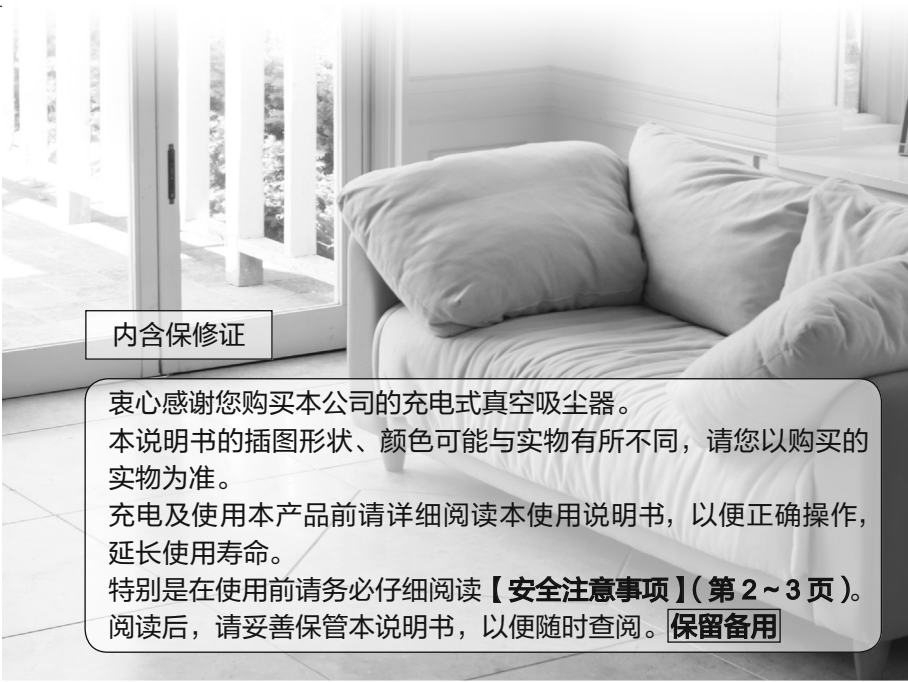 内含保修证
衷心感谢您购买本公司的充电式真空吸尘器。
本说明书的插图形状、颜色可能与实物有所不同，请您以购买的
实物为准。
充电及使用本产品前请详细阅读本使用说明书，以便正确操作，
延长使用寿命。
特别是在使用前请务必仔细阅读【安全注意事项】（第2~3页）。
阅读后，请妥善保管本说明书，以便随时查阅。保留备用